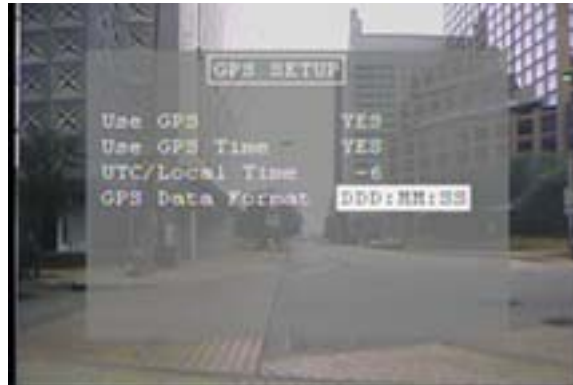 GPS SETUP
Use GPS YES
Use GPS Time YES
UTC/Local Time -6
GPS Data Format DDD:MM:SS